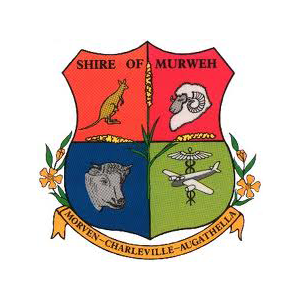 SHIRE OF MURWEH
MORVEN-CHARLEVILLE-AUGATHELLA